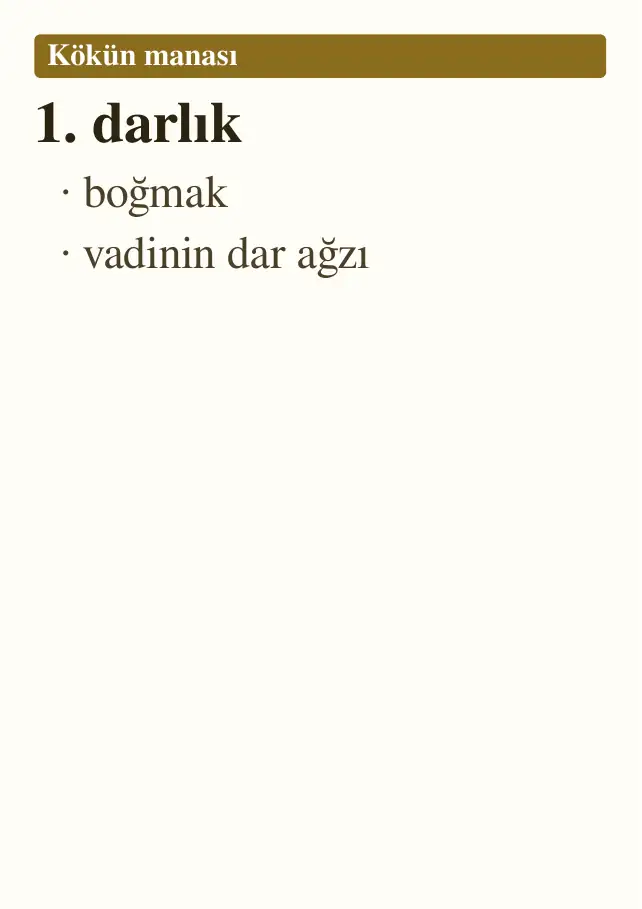 Kökün manası
1. darlık
· boğmak
· vadinin dar ağzı